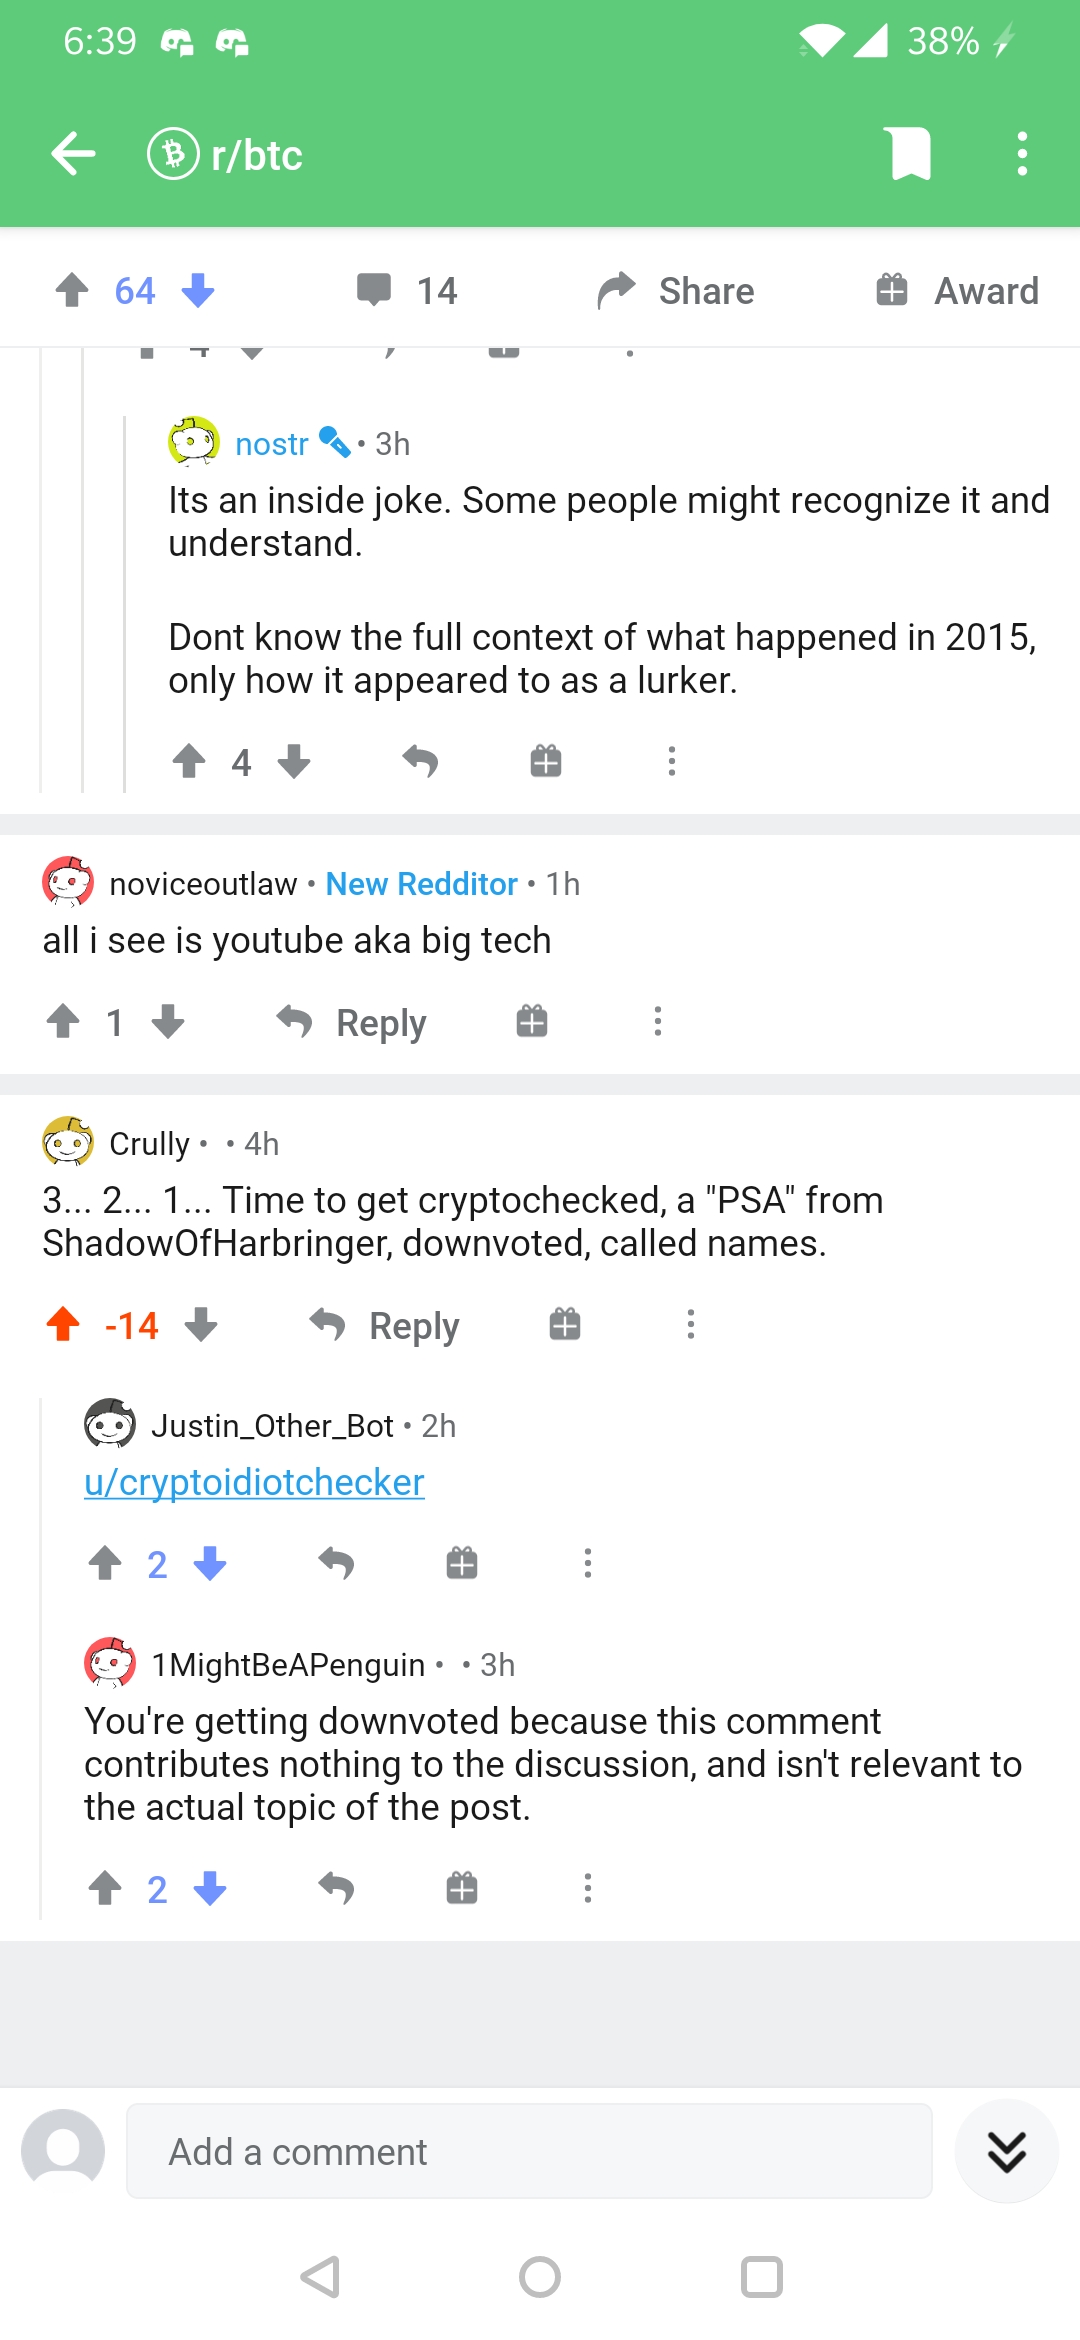 6:39
38%
r/btc
64
14
Share
Award
nostr • 3h
Its an inside joke. Some people might recognize it and
understand.
Dont know the full context of what happened in 2015,
only how it appeared to as a lurker.
4
noviceoutlaw • New Redditor • 1h
all i see is youtube aka big tech
1
Reply
Crully • • 4h
3... 2... 1... Time to get cryptochecked, a "PSA" from
ShadowOfHarbringer, downvoted, called names.
-14
Reply
Justin_Other_Bot • 2h
u/cryptoidiotchecker
2
1MightBeAPenguin • • 3h
You're getting downvoted because this comment
contributes nothing to the discussion, and isn't relevant to
the actual topic of the post.
2
Add a comment